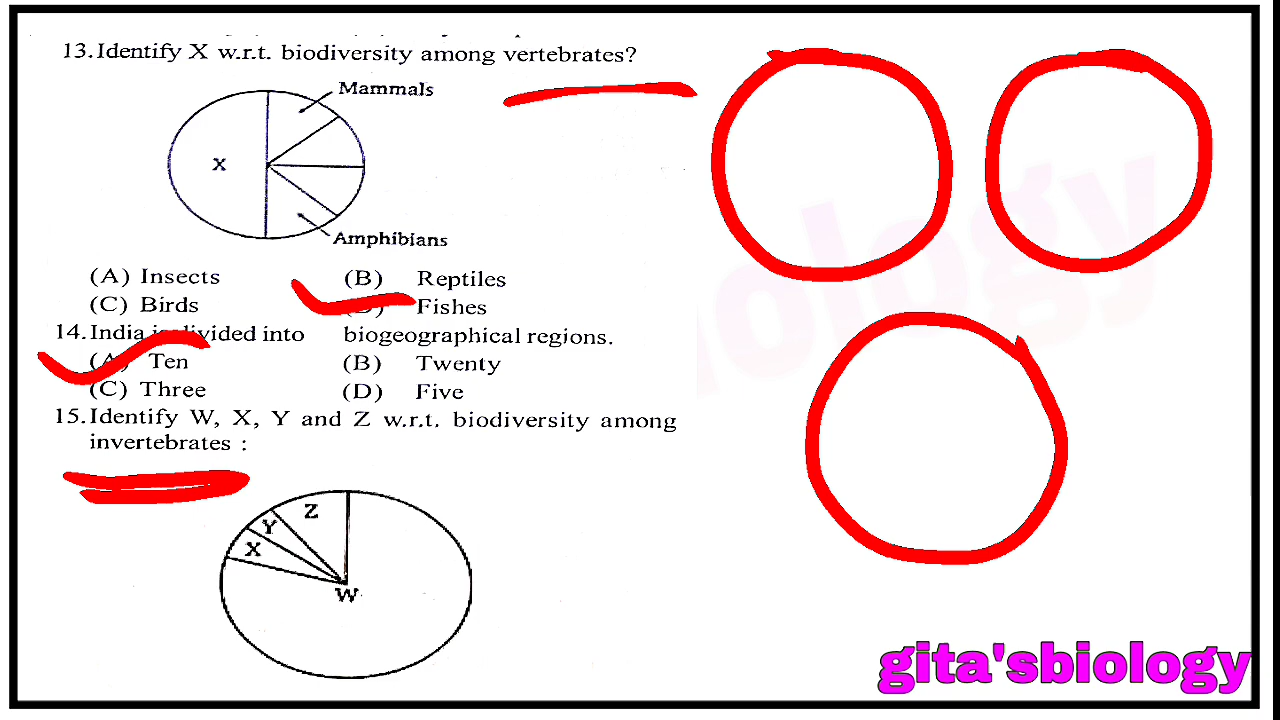 13. Identify X w.r.t. biodiversity among vertebrates?
Mammals
X
Amphibians
(A) Insects (B) Reptiles
(C) Birds Fishes
14. India divided into biogeographical regions.
(A) Ten (B) Twenty
(C) Three (D) Five
15. Identify W, X, Y and Z w.r.t. biodiversity among
invertebrates :
Z
Y
X
W
gita'sbiology